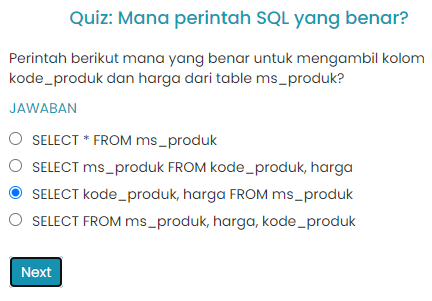 Quiz: Mana perintah SQL yang benar?
Perintah berikut mana yang benar untuk mengambil kolom
kode_produk dan harga dari table ms_produk?
JAWABAN
SELECT * FROM ms_produk
SELECT ms_produk FROM kode_produk, harga
SELECT kode_produk, harga FROM ms_produk
SELECT FROM ms_produk, harga, kode_produk
Next